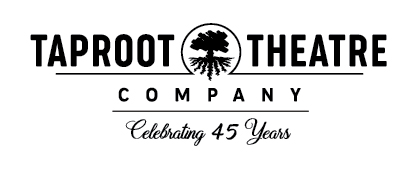 TAPROOT THEATRE
COMPANY
Celebrating 45 Years